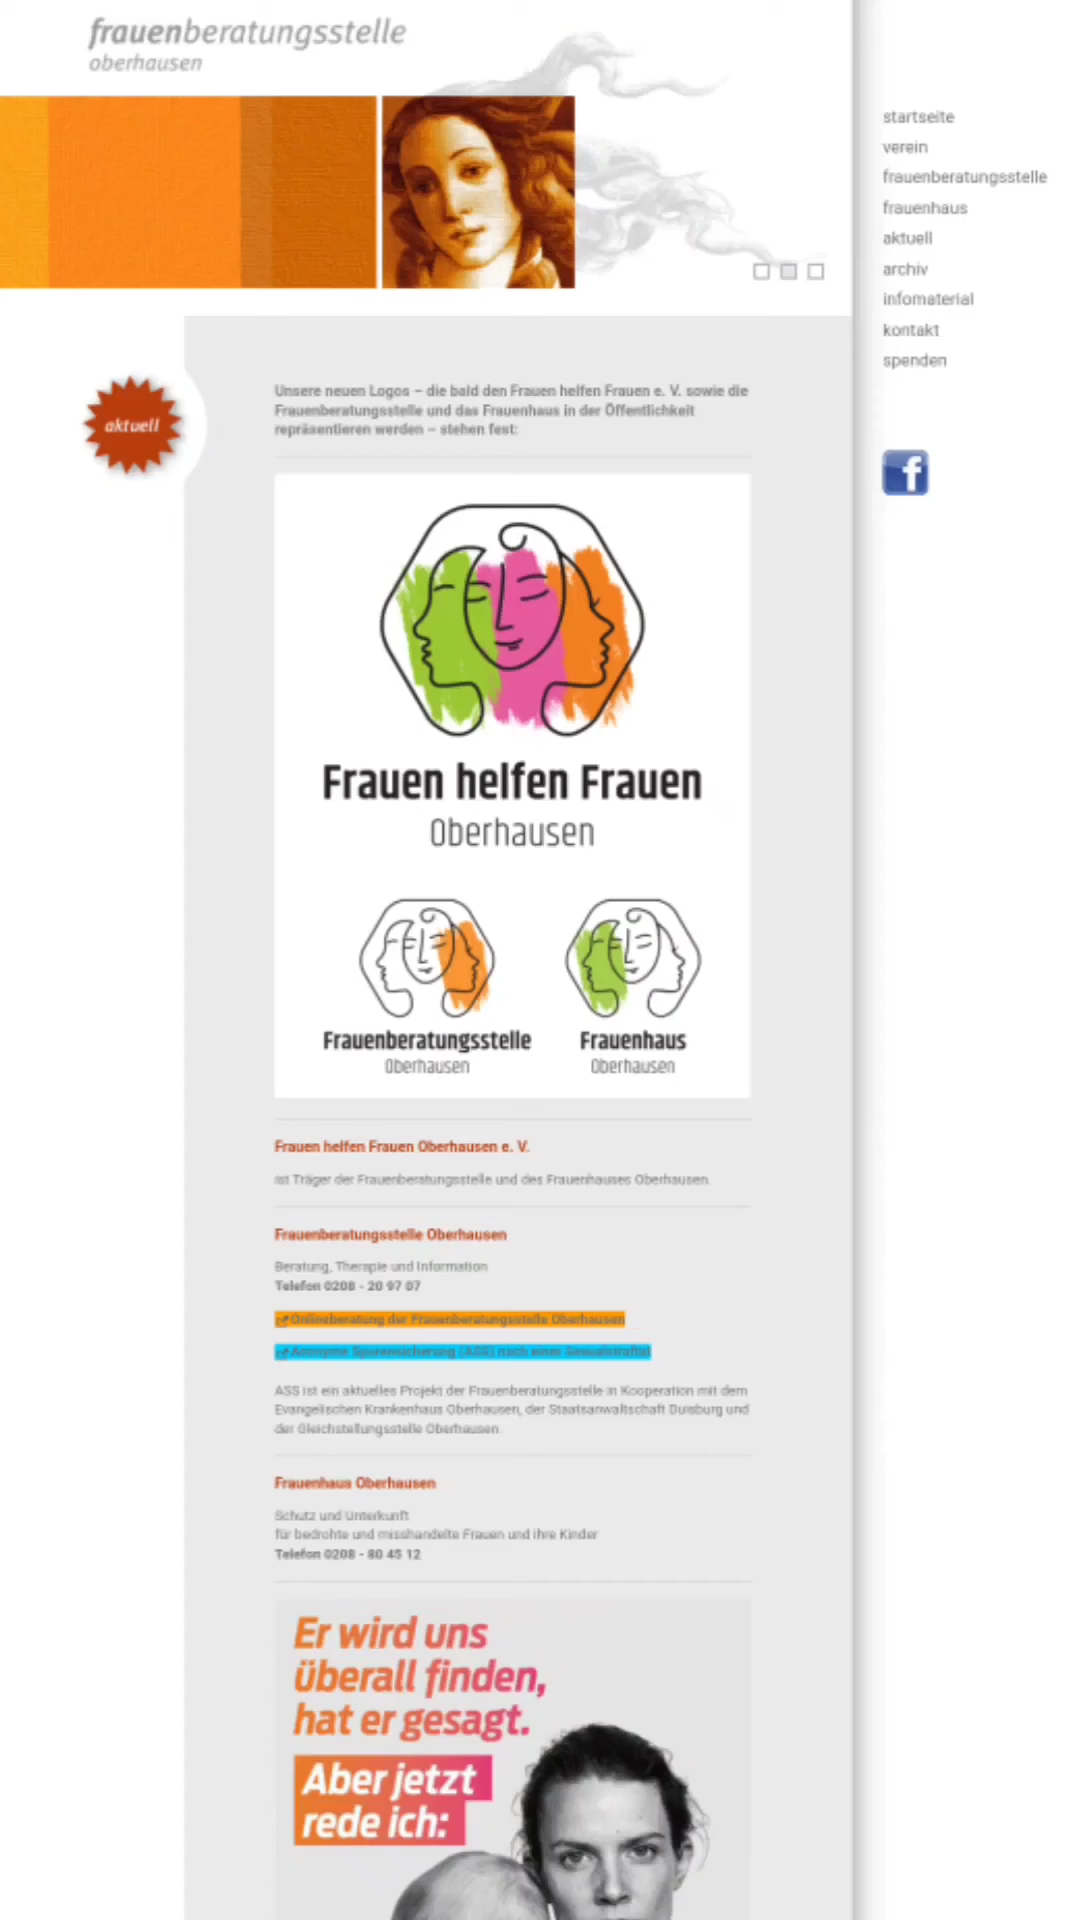 frauenberatungsstelle
oberhausen
startseite
verein
frauenberatungsstelle
frauenhaus
aktuell
archiv
infomaterial
kontakt
spenden
aktuell
Unsere neuen Logos – die bald den Frauen helfen Frauen e. V. sowie die
Frauenberatungsstelle und das Frauenhaus in der Öffentlichkeit
repräsentieren werden – stehen fest:
Frauen helfen Frauen
Oberhausen
Frauenberatungsstelle
Oberhausen
Frauenhaus
Oberhausen
Frauen helfen Frauen Oberhausen e. V.
ist Träger der Frauenberatungsstelle und des Frauenhauses Oberhausen.
Frauenberatungsstelle Oberhausen
Beratung, Therapie und Information
Telefon 0208 - 20 97 07
Onlineberatung der Frauenberatungsstelle Oberhausen
Anonyme Spurensicherung (ASS) nach einer Sexualstraftat
ASS ist ein aktuelles Projekt der Frauenberatungsstelle in Kooperation mit dem
Evangelischen Krankenhaus Oberhausen, der Staatsanwaltschaft Duisburg und
der Gleichstellungsstelle Oberhausen.
Frauenhaus Oberhausen
Schutz und Unterkunft
für bedrohte und misshandelte Frauen und ihre Kinder
Telefon 0208 - 80 45 12
Er wird uns
überall finden,
hat er gesagt.
Aber jetzt
rede ich: